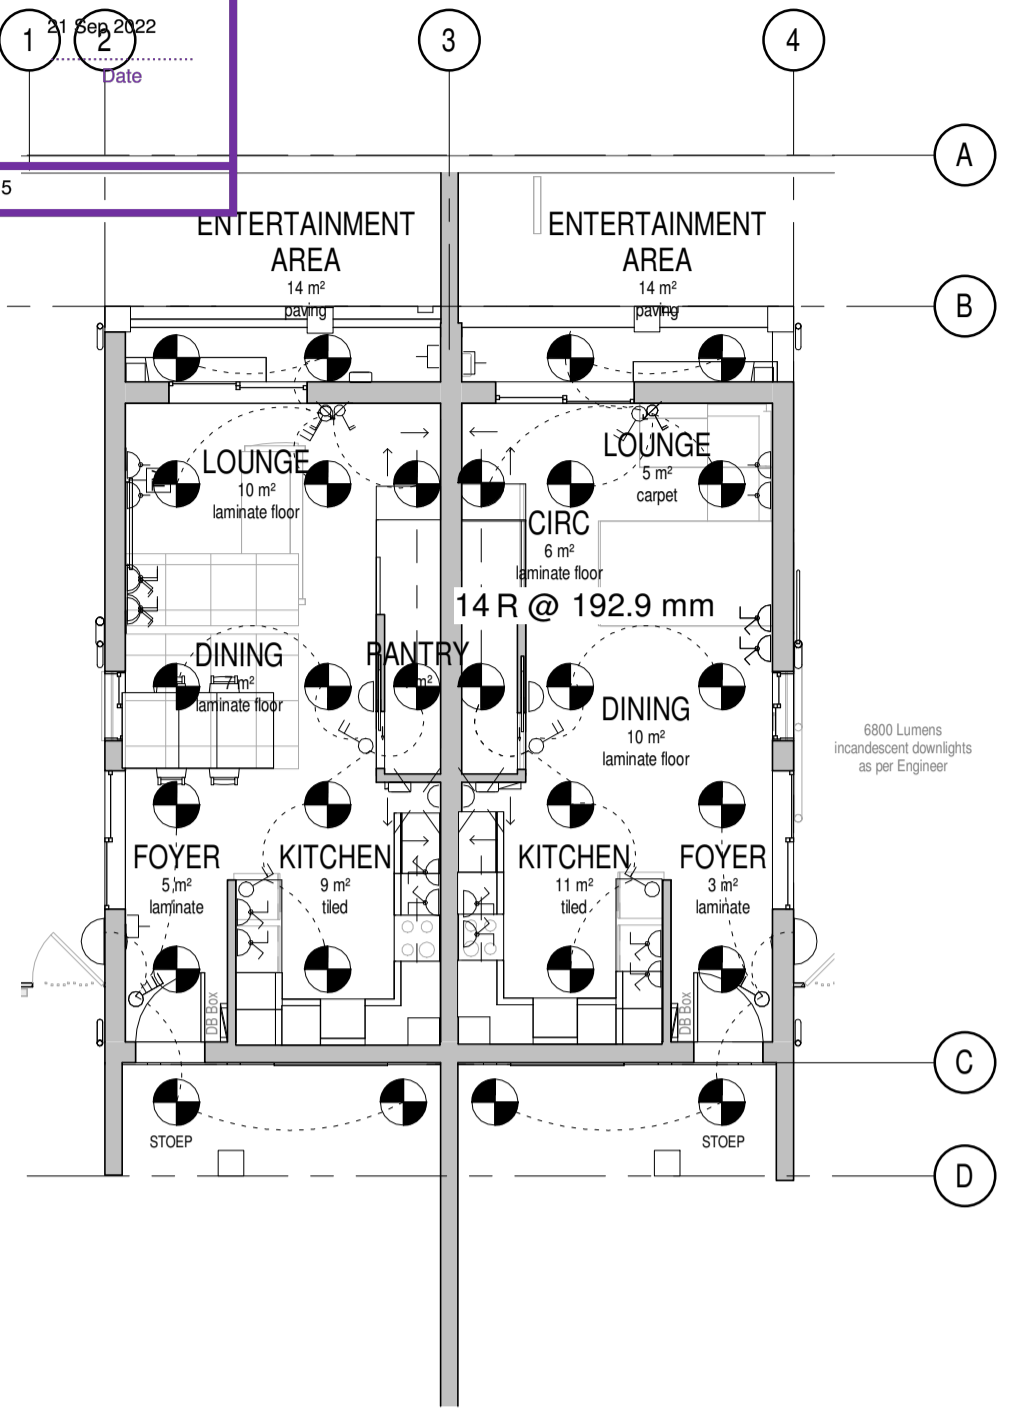 1
21 Sep 2022
2
Date
3
4
A
5
ENTERTAINMENT
AREA
14 m²
paving
ENTERTAINMENT
AREA
14 m²
paving
B
LOUNGE
10 m²
laminate floor
LOUNGE
5 m²
carpet
CIRC
6 m²
laminate floor
14 R @ 192.9 mm
DINING
7 m²
laminate floor
PANTRY
m²
DINING
10 m²
laminate floor
6800 Lumens
incandescent downlights
as per Engineer
FOYER
5 m²
laminate
KITCHEN
9 m²
tiled
KITCHEN
11 m²
tiled
FOYER
3 m²
laminate
DB Box
DB Box
C
STOEP
STOEP
D